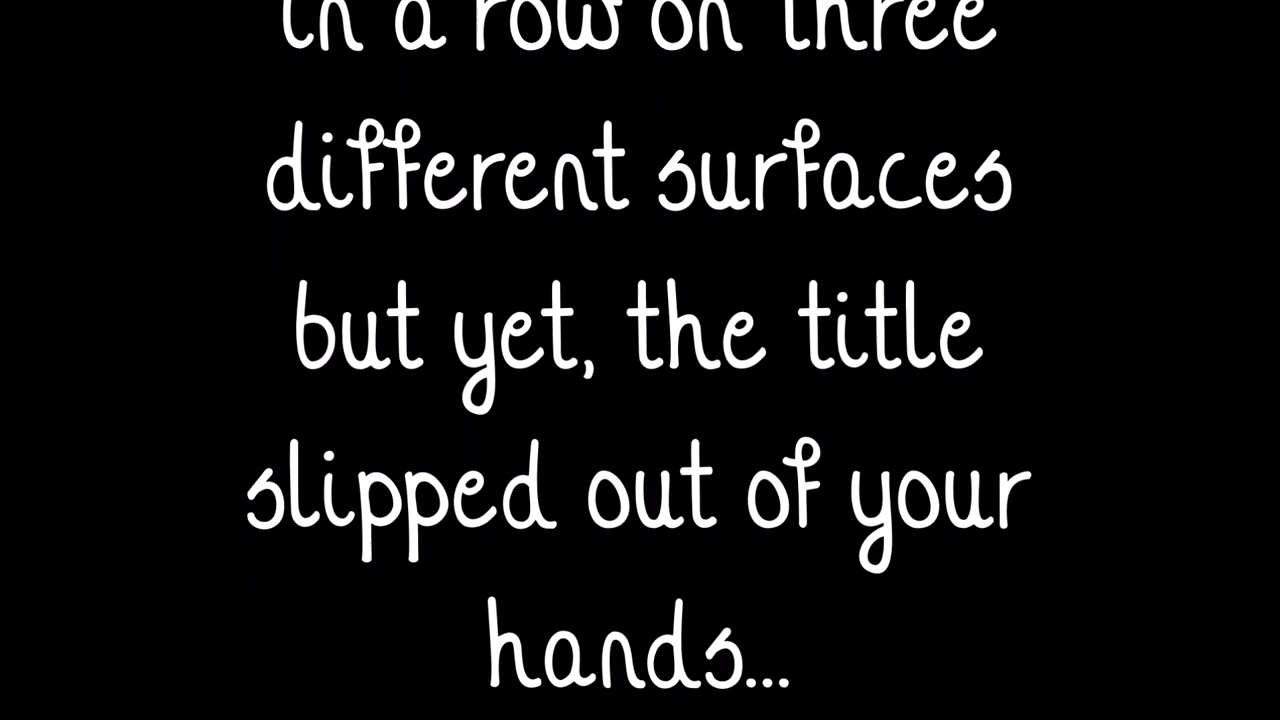 in a row on three
different surfaces
but yet, the title
slipped out of your
hands...